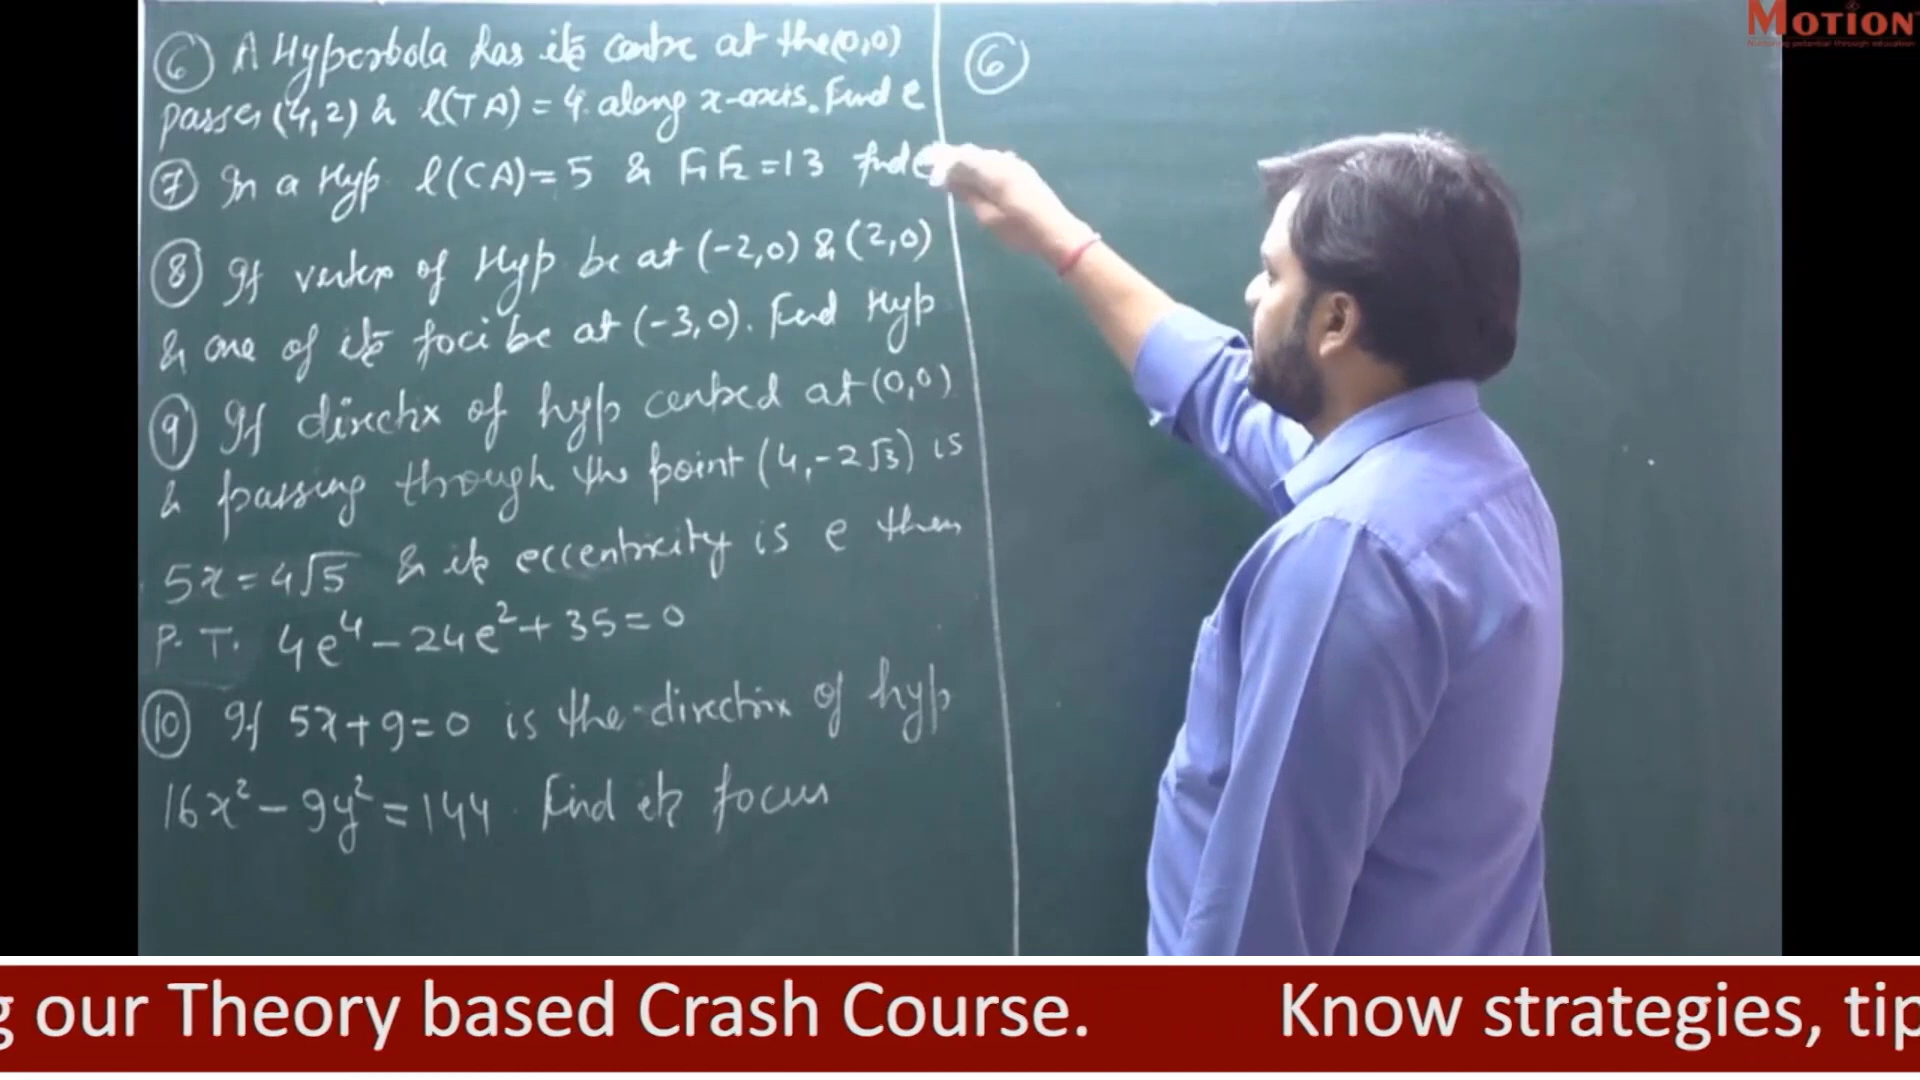 ⑥ A Hyperbola has its centre at the (0,0)
passes (4,2) & l(TA) = 4 along x-axis. Find e
⑦ In a Hyp l(CA) = 5 & F₁F₂ = 13 find e
⑧ If vertex of Hyp be at (-2,0) & (2,0)
& one of its foci be at (-3,0). Find Hyp
⑨ If directrix of hyp centred at (0,0)
& passing through the point (4,-2√3) is
5x = 4√5 & its eccentricity is e then
P.T. 4e⁴ - 24e² + 35 = 0
⑩ If 5x + 9 = 0 is the directrix of hyp
16x² - 9y² = 144. Find its focus
⑥
MOTION
Nurturing potential through education
g our Theory based Crash Course. Know strategies, tip